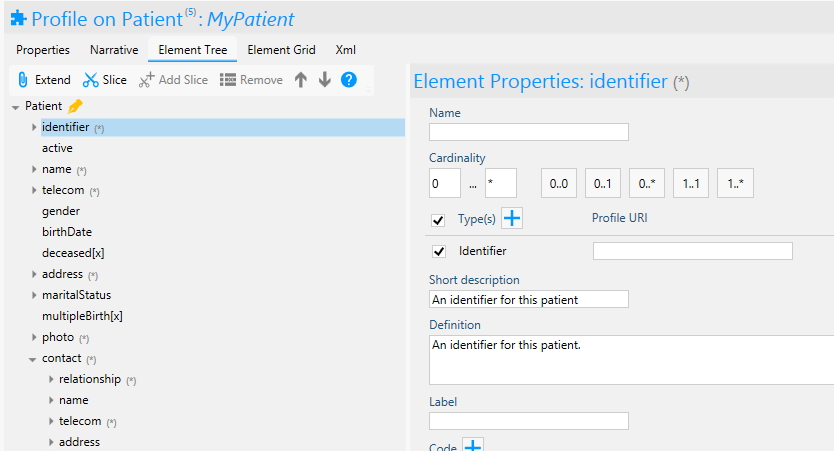 Profile on Patient(5): MyPatient
Properties Narrative Element Tree Element Grid Xml
Extend Slice Add Slice Remove ?
Patient
identifier (*)
active
name (*)
telecom (*)
gender
birthDate
deceased[x]
address (*)
maritalStatus
multipleBirth[x]
photo (*)
contact (*)
relationship (*)
name
telecom (*)
address
Element Properties: identifier (*)
Name
Cardinality
0 ... * 0..0 0..1 0..* 1..1 1..*
Type(s) Profile URI
Identifier
Short description
An identifier for this patient
Definition
An identifier for this patient.
Label
Code